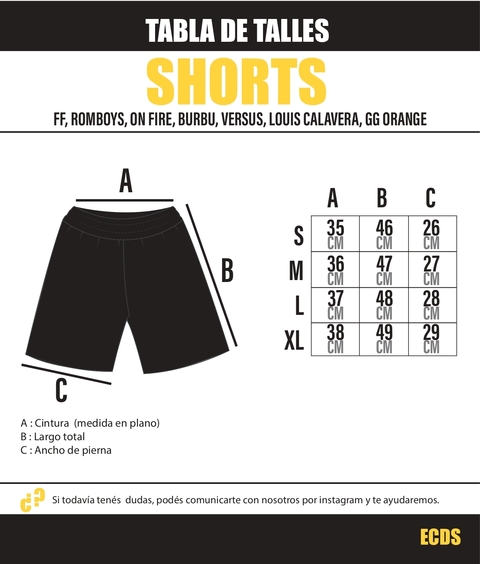 TABLA DE TALLES
SHORTS
FF, ROMBOYS, ON FIRE, BURBU, VERSUS, LOUIS CALAVERA, GG ORANGE
A
B
C
A B C
S 35 CM 46 CM 26 CM
M 36 CM 47 CM 27 CM
L 37 CM 48 CM 28 CM
XL 38 CM 49 CM 29 CM
A : Cintura (medida en plano)
B : Largo total
C : Ancho de pierna
¿? Si todavía tenés dudas, podés comunicarte con nosotros por instagram y te ayudaremos.
ECDS